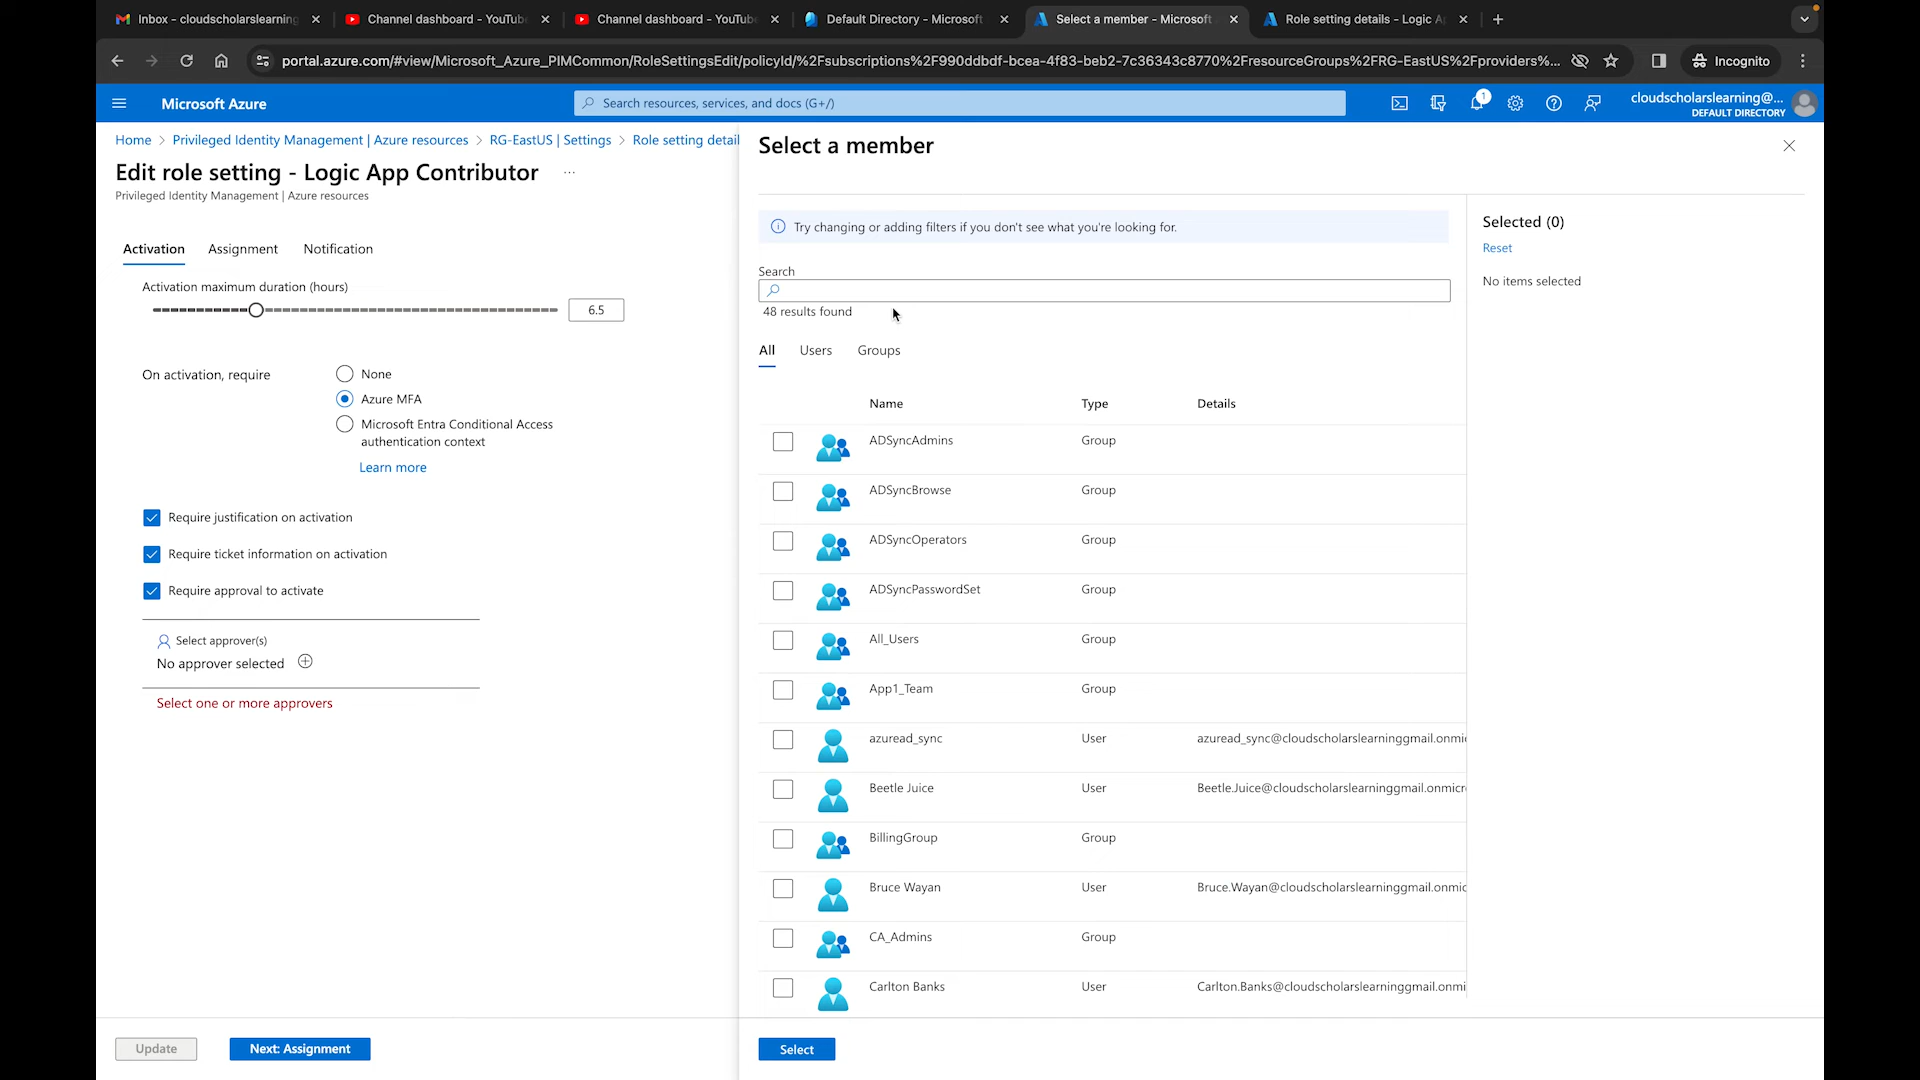 Inbox - cloudscholarslearning
Channel dashboard - YouTube
Channel dashboard - YouTube
Default Directory - Microsoft
Select a member - Microsoft
Role setting details - Logic A
portal.azure.com/#view/Microsoft_Azure_PIMCommon/RoleSettingsEdit/policyId/%2Fsubscriptions%2F990ddbdf-bcea-4f83-beb2-7c36343c8770%2FresourceGroups%2FRG-EastUS%2Fproviders%...
Incognito
Microsoft Azure
Search resources, services, and docs (G+/)
1
cloudscholarslearning@...
DEFAULT DIRECTORY
Home > Privileged Identity Management | Azure resources > RG-EastUS | Settings > Role setting detail
Edit role setting - Logic App Contributor ...
Privileged Identity Management | Azure resources
Activation
Assignment
Notification
Activation maximum duration (hours)
6.5
On activation, require
None
Azure MFA
Microsoft Entra Conditional Access
authentication context
Learn more
Require justification on activation
Require ticket information on activation
Require approval to activate
Select approver(s)
No approver selected
Select one or more approvers
Update
Next: Assignment
Select a member
Try changing or adding filters if you don't see what you're looking for.
Search
48 results found
All
Users
Groups
Name Type Details
ADSyncAdmins Group
ADSyncBrowse Group
ADSyncOperators Group
ADSyncPasswordSet Group
All_Users Group
App1_Team Group
azuread_sync User azuread_sync@cloudscholarslearninggmail.onmic
Beetle Juice User Beetle.Juice@cloudscholarslearninggmail.onmicr
BillingGroup Group
Bruce Wayan User Bruce.Wayan@cloudscholarslearninggmail.onmic
CA_Admins Group
Carlton Banks User Carlton.Banks@cloudscholarslearninggmail.onmi
Select
Selected (0)
Reset
No items selected